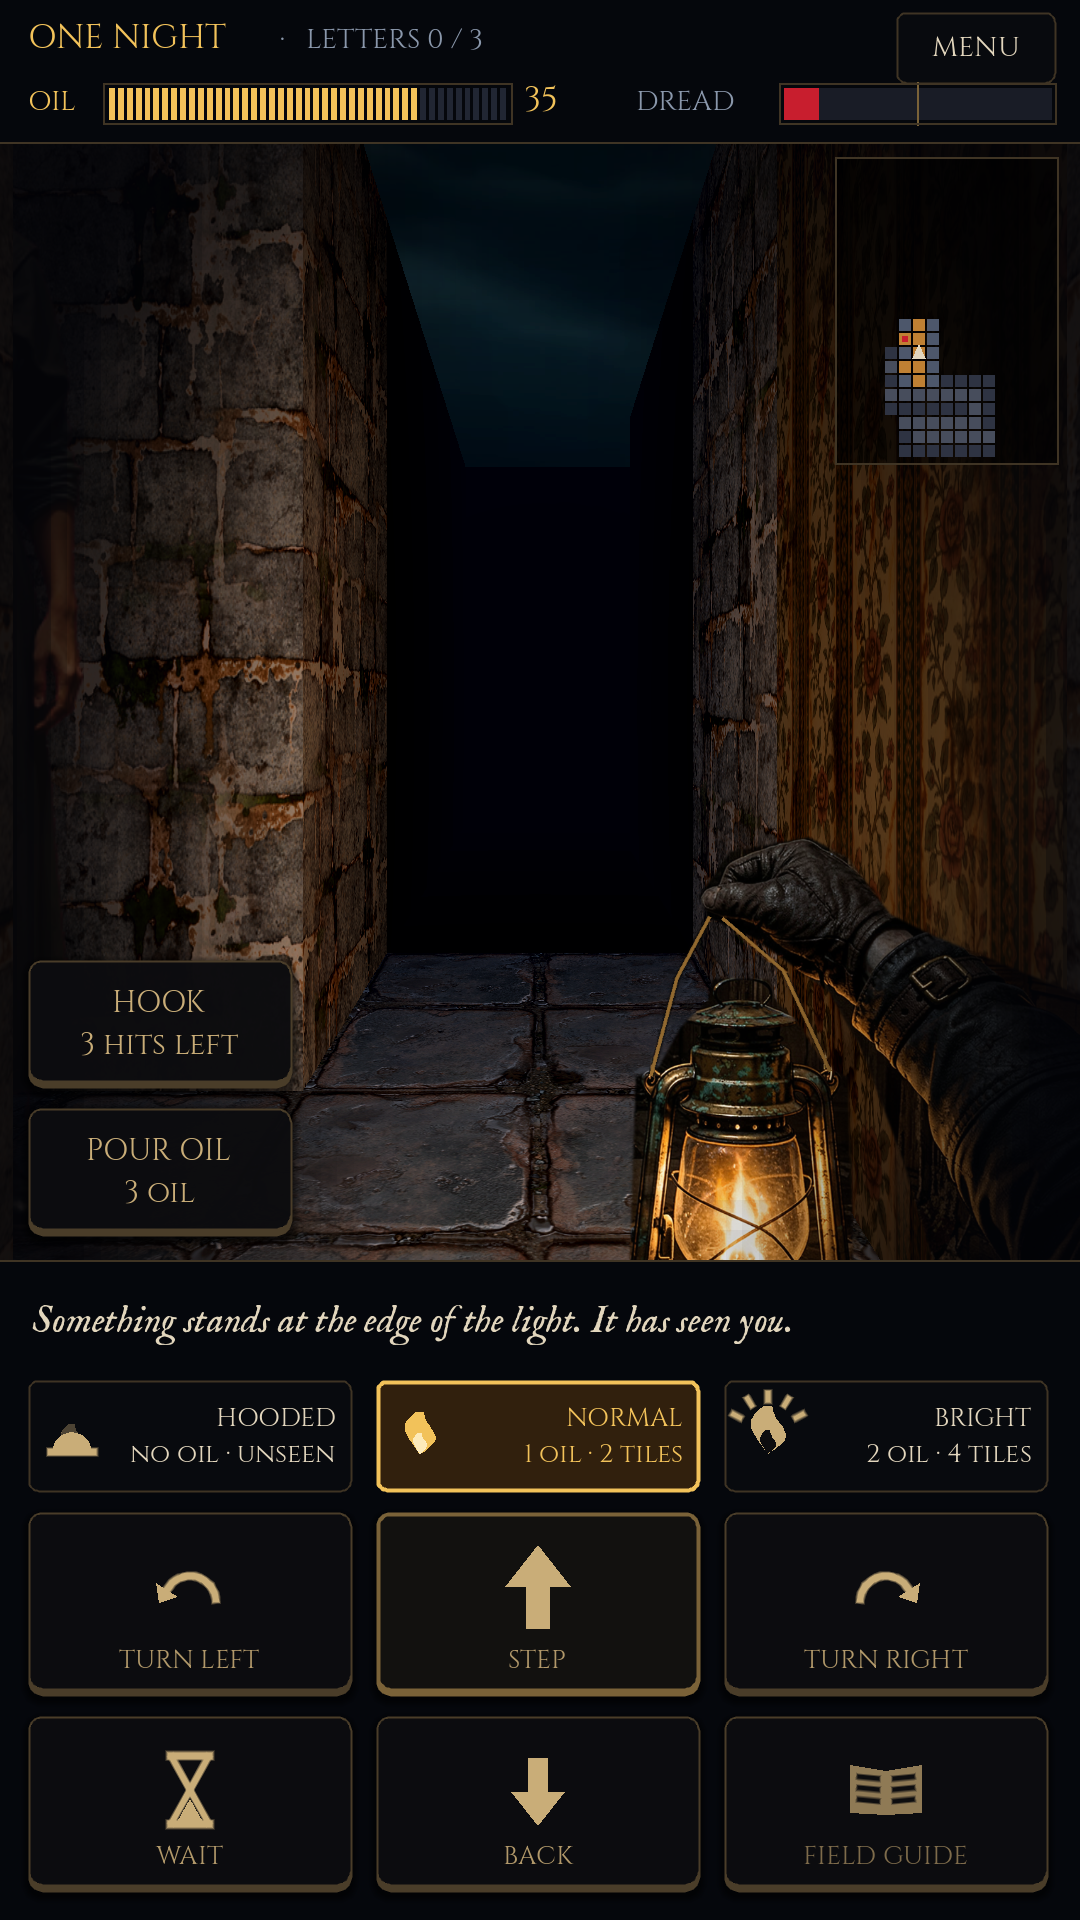 ONE NIGHT · LETTERS 0 / 3
MENU
OIL 35 DREAD
HOOK
3 HITS LEFT
POUR OIL
3 OIL
Something stands at the edge of the light. It has seen you.
HOODED
NO OIL · UNSEEN
NORMAL
1 OIL · 2 TILES
BRIGHT
2 OIL · 4 TILES
TURN LEFT
STEP
TURN RIGHT
WAIT
BACK
FIELD GUIDE